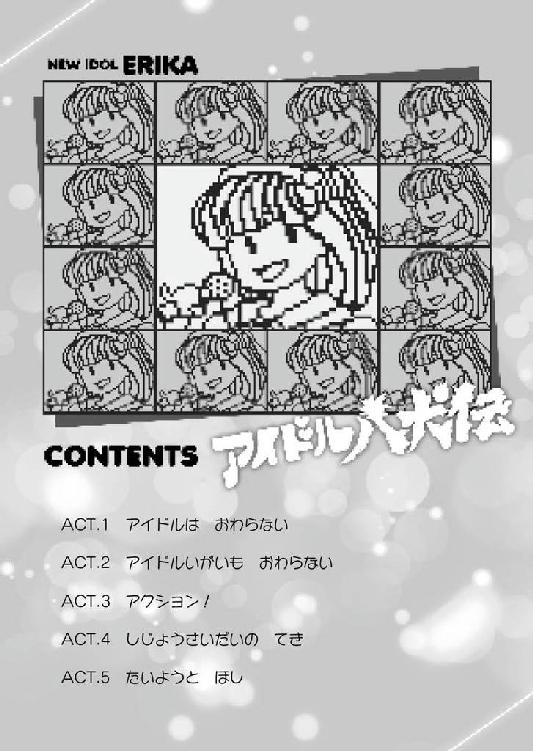 NEW IDOL ERIKA
アイドル八犬伝
CONTENTS
ACT.1 アイドルは おわらない
ACT.2 アイドルいがいも おわらない
ACT.3 アクション！
ACT.4 しじょうさいだいの てき
ACT.5 たいようと ほし